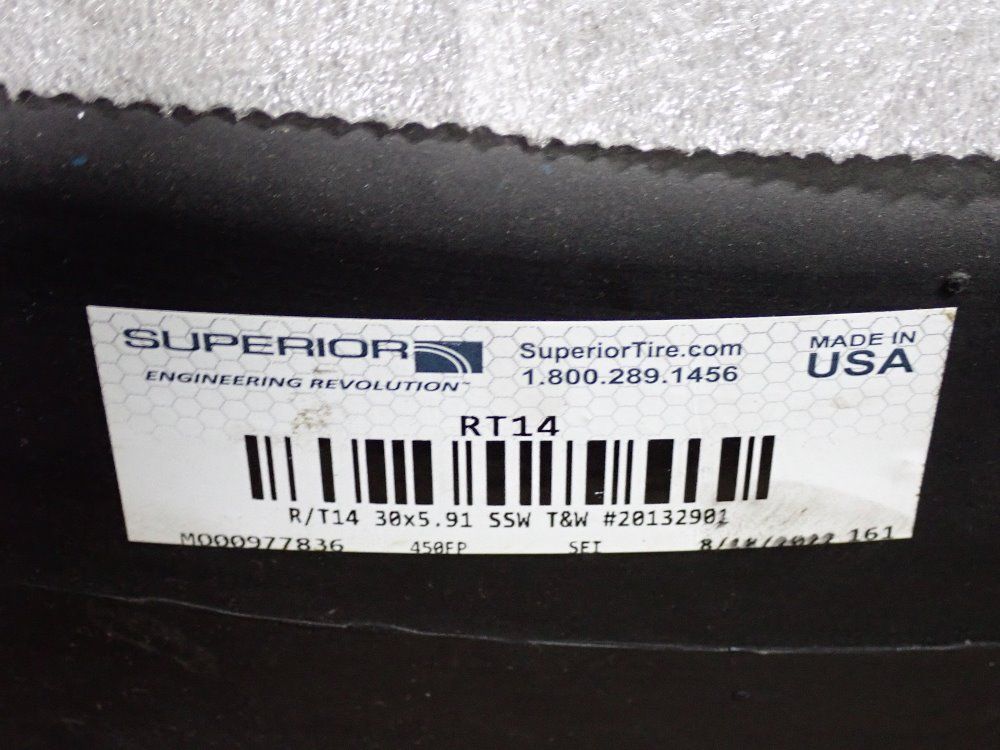 SUPERIOR
ENGINEERING REVOLUTION™
SuperiorTire.com
1.800.289.1456
MADE IN
USA
RT14
R/T14 30x5.91 SSW T&W #20132901
M000977836 450FP SET 161